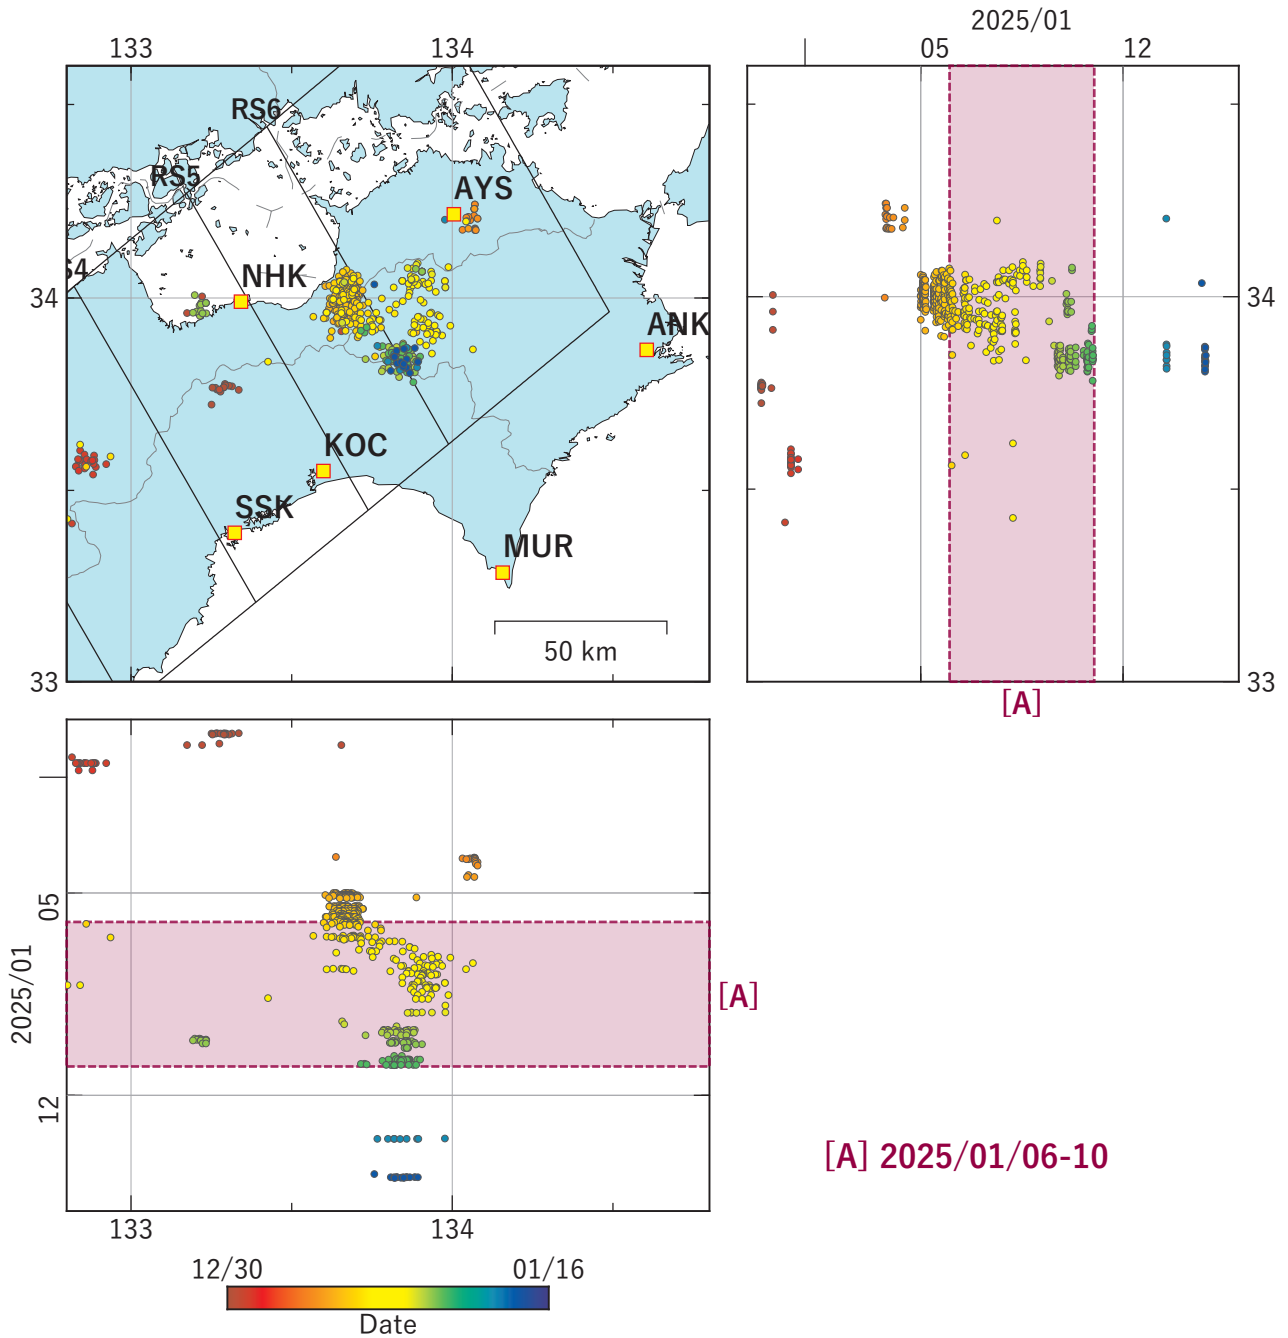 2025/01
133 134 05 12
RS6
RS5
AYS
S4
NHK
34 34
ANK
KOC
SSK
MUR
50 km
33 33
[A]
05
2025/01
[A]
12
[A] 2025/01/06-10
133 134
12/30 01/16
Date